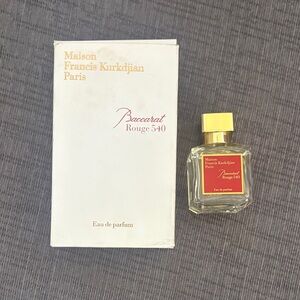 Maison
Francis Kurkdjian
Paris
Baccarat
Rouge 540
Eau de parfum
Maison
Francis Kurkdjian
Paris
Baccarat
Rouge 540
Eau de parfum